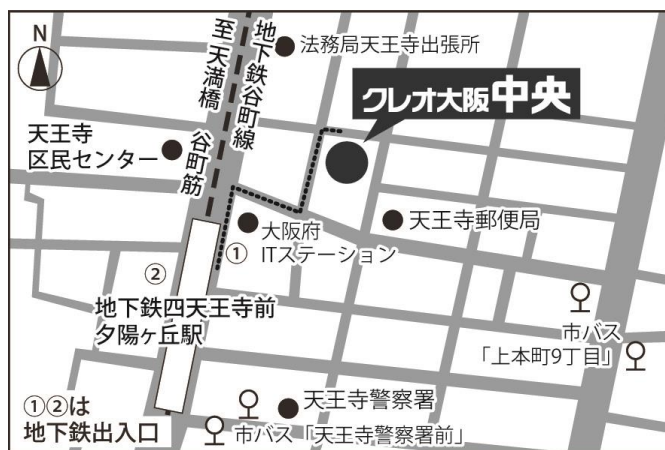 N
至 天満橋
谷町筋
地下鉄谷町線
法務局天王寺出張所
クレオ大阪中央
天王寺
区民センター
天王寺郵便局
大阪府
ITステーション
①
②
地下鉄四天王寺前
夕陽ヶ丘駅
市バス
「上本町9丁目」
天王寺警察署
市バス「天王寺警察署前」
①②は
地下鉄出入口